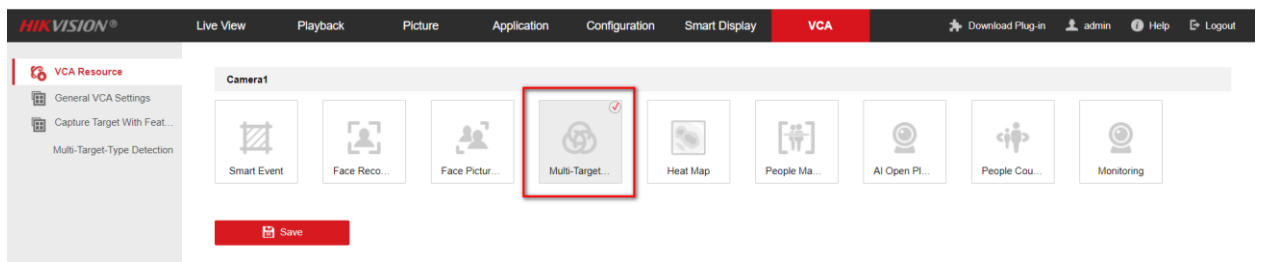 HIKVISION® Live View Playback Picture Application Configuration Smart Display VCA Download Plug-in admin Help Logout
VCA Resource
General VCA Settings
Capture Target With Feat...
Multi-Target-Type Detection
Camera1
Smart Event Face Reco... Face Pictur... Multi-Target... Heat Map People Ma... AI Open Pl... People Cou... Monitoring
Save